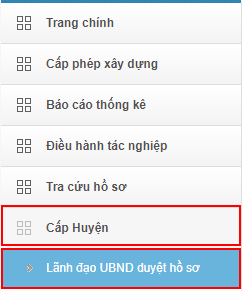 Trang chính
Cấp phép xây dựng
Báo cáo thống kê
Điều hành tác nghiệp
Tra cứu hồ sơ
Cấp Huyện
Lãnh đạo UBND duyệt hồ sơ